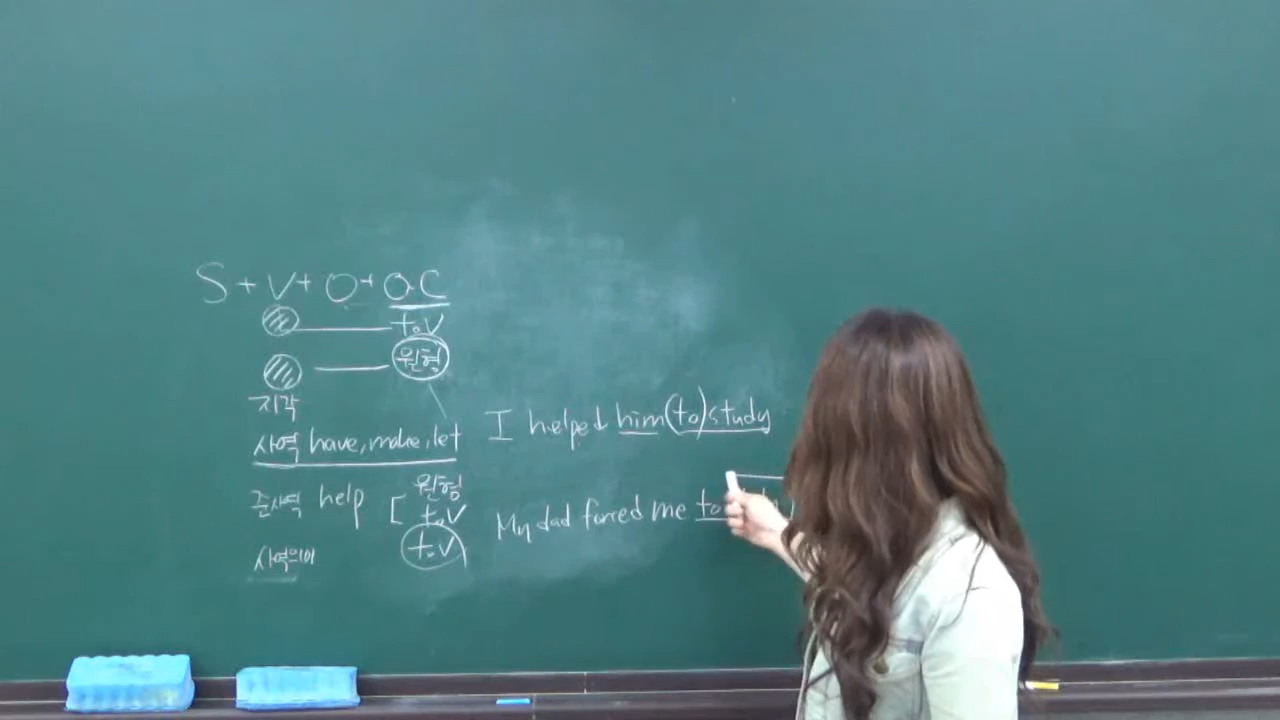 S + V + O + O.C
to V
원형
지각
사역 have, make, let
준사역 help [ 원형
to V
사역의미 to V
I helped him (to) study
My dad forced me to